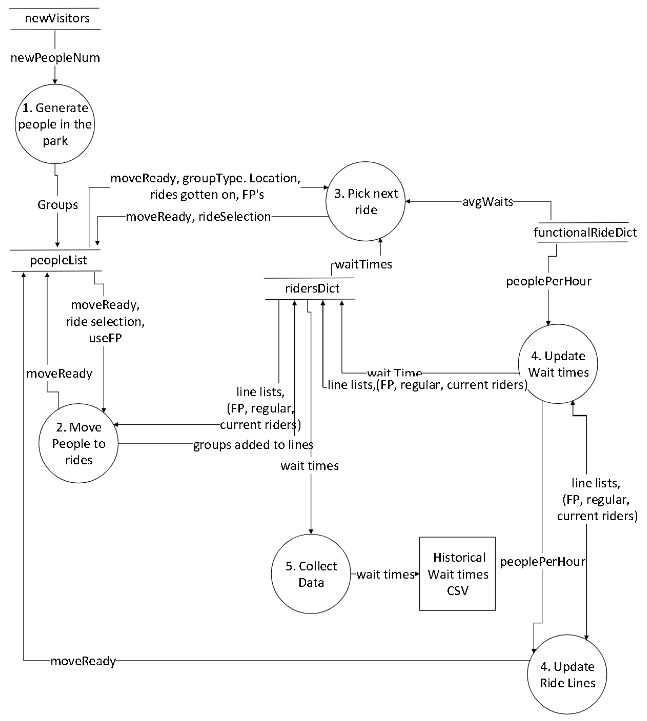 newVisitors
newPeopleNum
1. Generate
people in the
park
Groups
moveReady, groupType. Location,
rides gotten on, FP's
moveReady, rideSelection
3. Pick next
ride
avgWaits
functionalRideDict
peopleList
waitTimes
ridersDict
peoplePerHour
moveReady,
ride selection,
useFP
moveReady
4. Update
Wait times
wait Time
line lists,(FP, regular, current riders)
line lists,
(FP, regular,
current riders)
groups added to lines
2. Move
People to
rides
wait times
line lists,
(FP, regular,
current riders)
5. Collect
Data
wait times
Historical
Wait times
CSV
peoplePerHour
moveReady
4. Update
Ride Lines